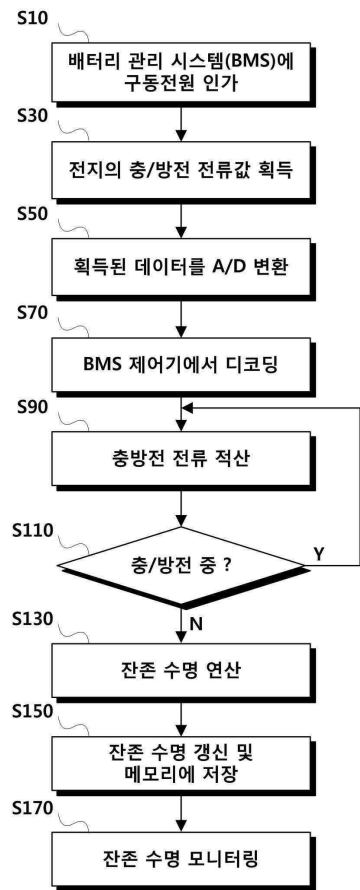 S10
배터리 관리 시스템(BMS)에
구동전원 인가
S30
전지의 충/방전 전류값 획득
S50
획득된 데이터를 A/D 변환
S70
BMS 제어기에서 디코딩
S90
충방전 전류 적산
S110
충/방전 중 ?
Y
N
S130
잔존 수명 연산
S150
잔존 수명 갱신 및
메모리에 저장
S170
잔존 수명 모니터링